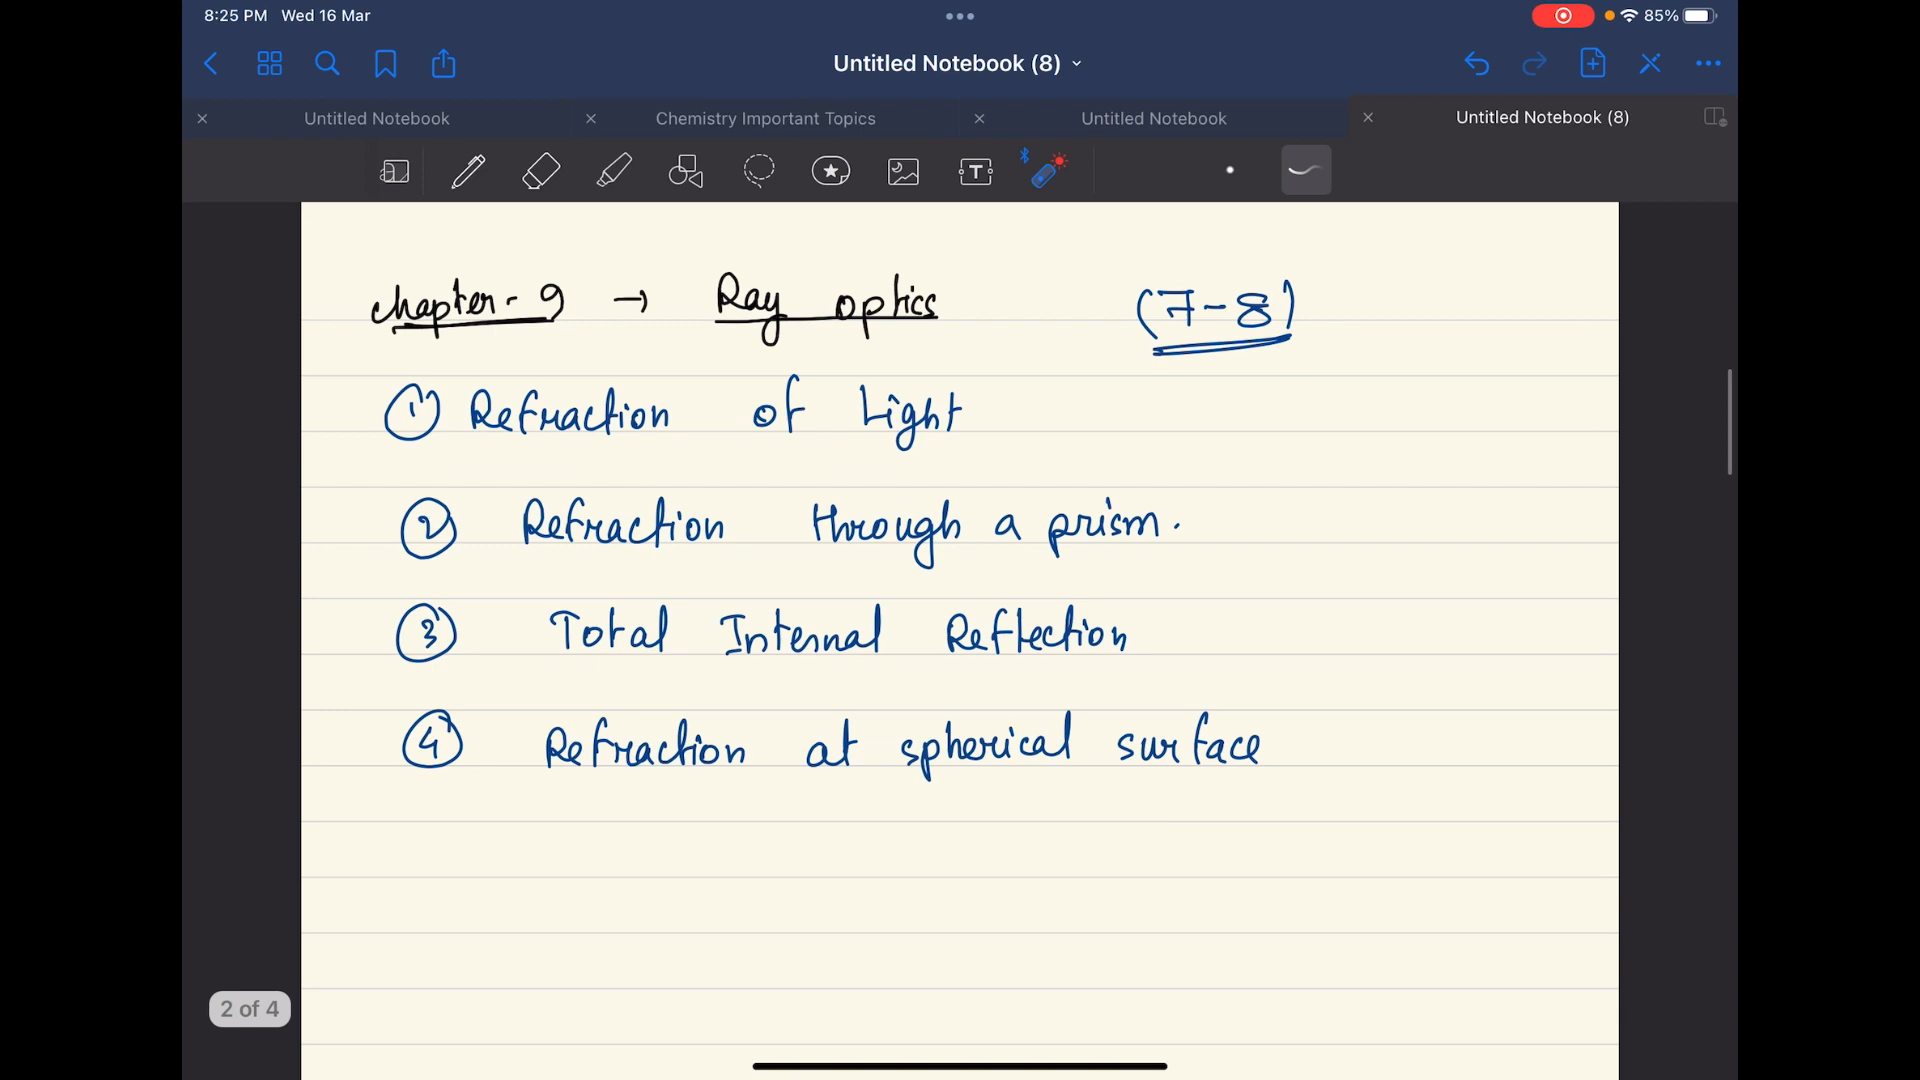 8:25 PM Wed 16 Mar
85%
Untitled Notebook (8)
Untitled Notebook
Chemistry Important Topics
Untitled Notebook
Untitled Notebook (8)
T
chapter - 9 → Ray optics (7-8)
1 Refraction of Light
2 Refraction through a prism.
3 Total Internal Reflection
4 Refraction at spherical surface
2 of 4